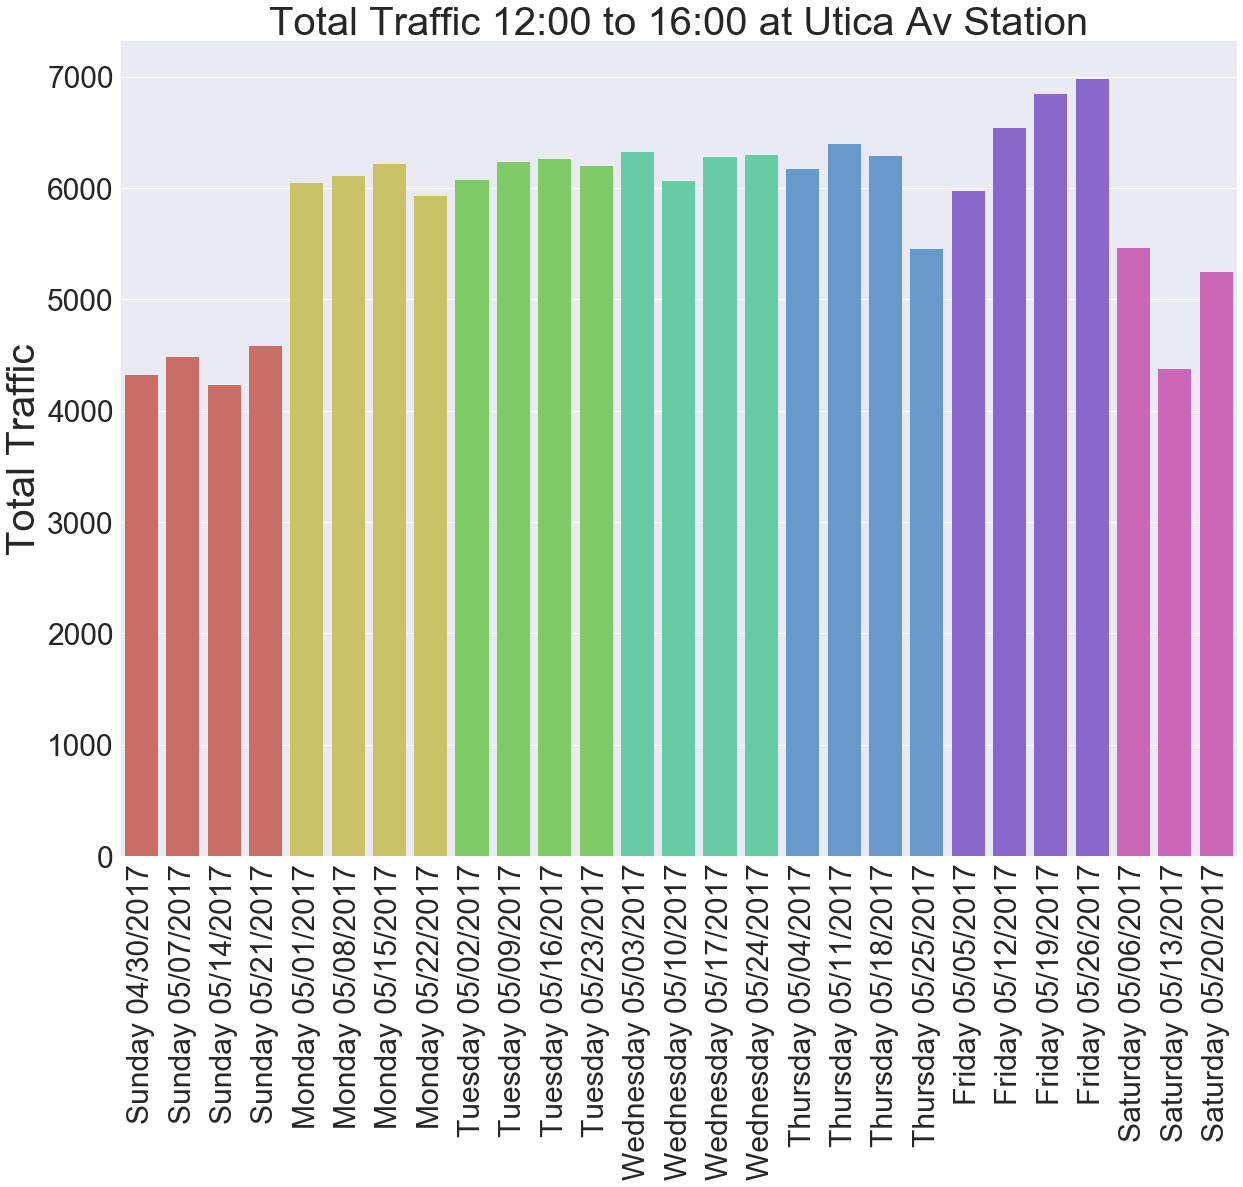 Total Traffic 12:00 to 16:00 at Utica Av Station
Total Traffic
7000
6000
5000
4000
3000
2000
1000
0
Sunday 04/30/2017
Sunday 05/07/2017
Sunday 05/14/2017
Sunday 05/21/2017
Monday 05/01/2017
Monday 05/08/2017
Monday 05/15/2017
Monday 05/22/2017
Tuesday 05/02/2017
Tuesday 05/09/2017
Tuesday 05/16/2017
Tuesday 05/23/2017
Wednesday 05/03/2017
Wednesday 05/10/2017
Wednesday 05/17/2017
Wednesday 05/24/2017
Thursday 05/04/2017
Thursday 05/11/2017
Thursday 05/18/2017
Thursday 05/25/2017
Friday 05/05/2017
Friday 05/12/2017
Friday 05/19/2017
Friday 05/26/2017
Saturday 05/06/2017
Saturday 05/13/2017
Saturday 05/20/2017